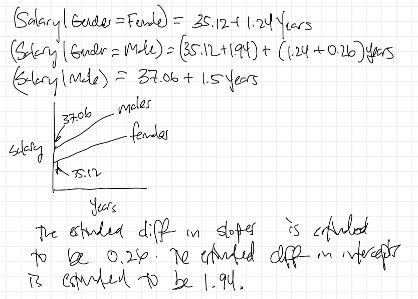 (Salary | Gender = Female) = 35.12 + 1.24 Years
(Salary | Gender = Male) = (35.12 + 1.94) + (1.24 + 0.26) Years
(Salary | Male) = 37.06 + 1.5 Years
37.06
males
females
Salary
35.12
Years
The estimated diff in slopes is estimated
to be 0.26. The estimated diff in intercepts
is estimated to be 1.94.